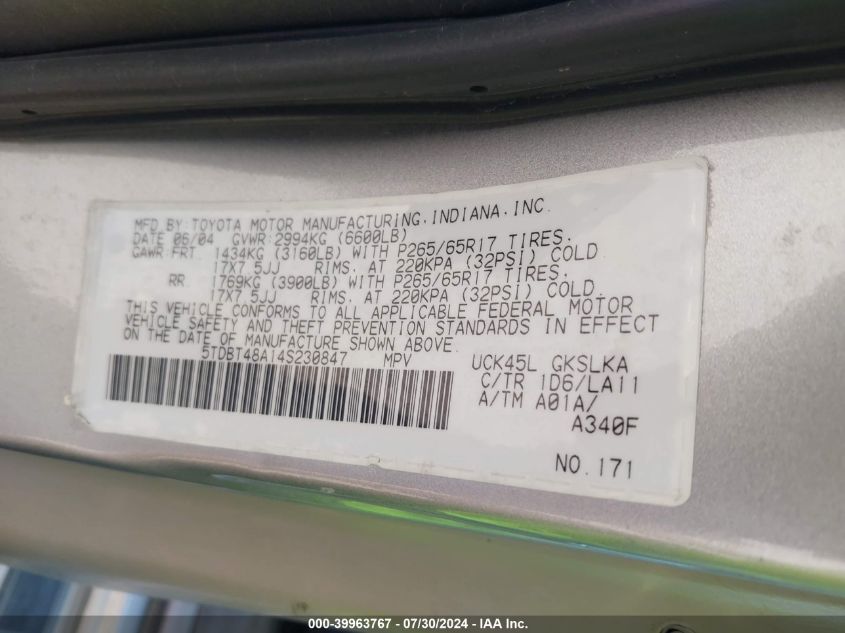 MFD.BY:TOYOTA MOTOR MANUFACTURING,INDIANA,INC.
DATE 06/04 GVWR:2994KG (6600LB)
GAWR:FRT. 1434KG (3160LB) WITH P265/65R17 TIRES.
17X7.5JJ RIMS. AT 220KPA (32PSI) COLD
RR. 1769KG (3900LB) WITH P265/65R17 TIRES.
17X7.5JJ RIMS. AT 220KPA (32PSI) COLD.
THIS VEHICLE CONFORMS TO ALL APPLICABLE FEDERAL MOTOR
VEHICLE SAFETY AND THEFT PREVENTION STANDARDS IN EFFECT
ON THE DATE OF MANUFACTURE SHOWN ABOVE.
5TDBT48A14S230847 MPV UCK45L GKSLKA
C/TR 1D6/LA11
A/TM A01A/
A340F
NO.171
000-39963767 - 07/30/2024 - IAA Inc.